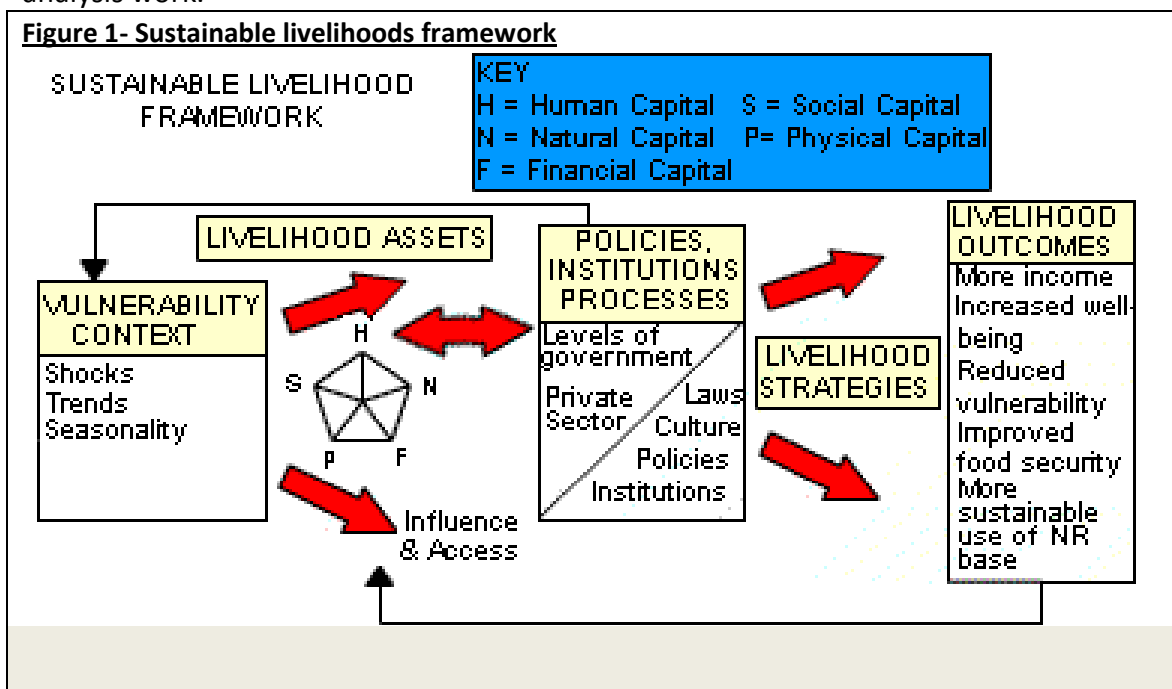 analysis work.
Figure 1- Sustainable livelihoods framework
SUSTAINABLE LIVELIHOOD
FRAMEWORK
KEY
H = Human Capital S = Social Capital
N = Natural Capital P= Physical Capital
F = Financial Capital
LIVELIHOOD ASSETS
VULNERABILITY
CONTEXT
Shocks
Trends
Seasonality
H
S
N
P
F
Influence
& Access
POLICIES,
INSTITUTIONS
PROCESSES
Levels of
government
Private
Sector
Laws
Culture
Policies
Institutions
LIVELIHOOD
STRATEGIES
LIVELIHOOD
OUTCOMES
More income
Increased well-
being
Reduced
vulnerability
Improved
food security
More
sustainable
use of NR
base